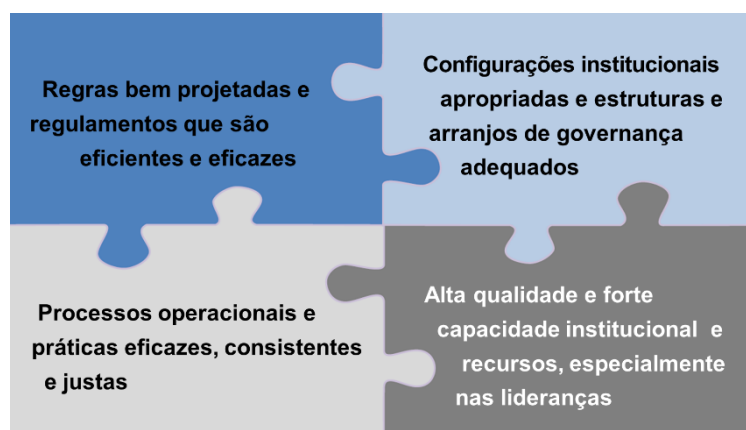 Regras bem projetadas e
regulamentos que são
eficientes e eficazes
Configurações institucionais
apropriadas e estruturas e
arranjos de governança
adequados
Processos operacionais e
práticas eficazes, consistentes
e justas
Alta qualidade e forte
capacidade institucional e
recursos, especialmente
nas lideranças